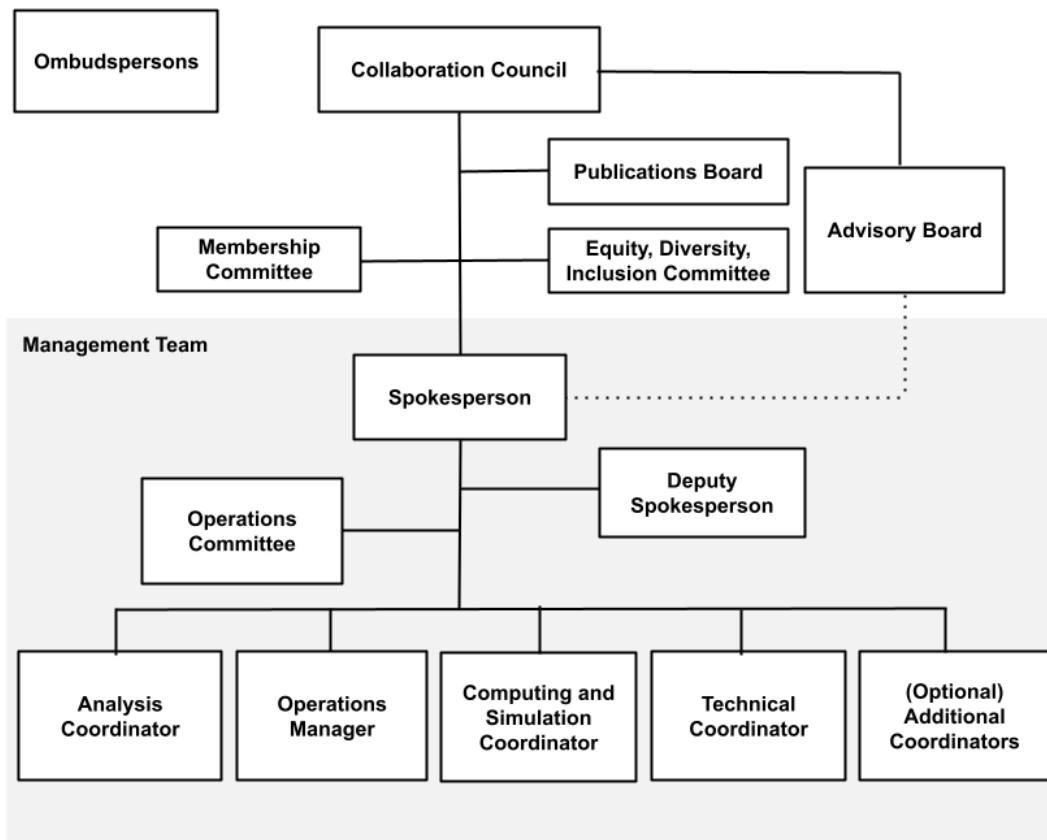 Ombudspersons
Collaboration Council
Publications Board
Advisory Board
Membership
Committee
Equity, Diversity,
Inclusion Committee
Management Team
Spokesperson
Deputy
Spokesperson
Operations
Committee
Analysis
Coordinator
Operations
Manager
Computing and
Simulation
Coordinator
Technical
Coordinator
(Optional)
Additional
Coordinators